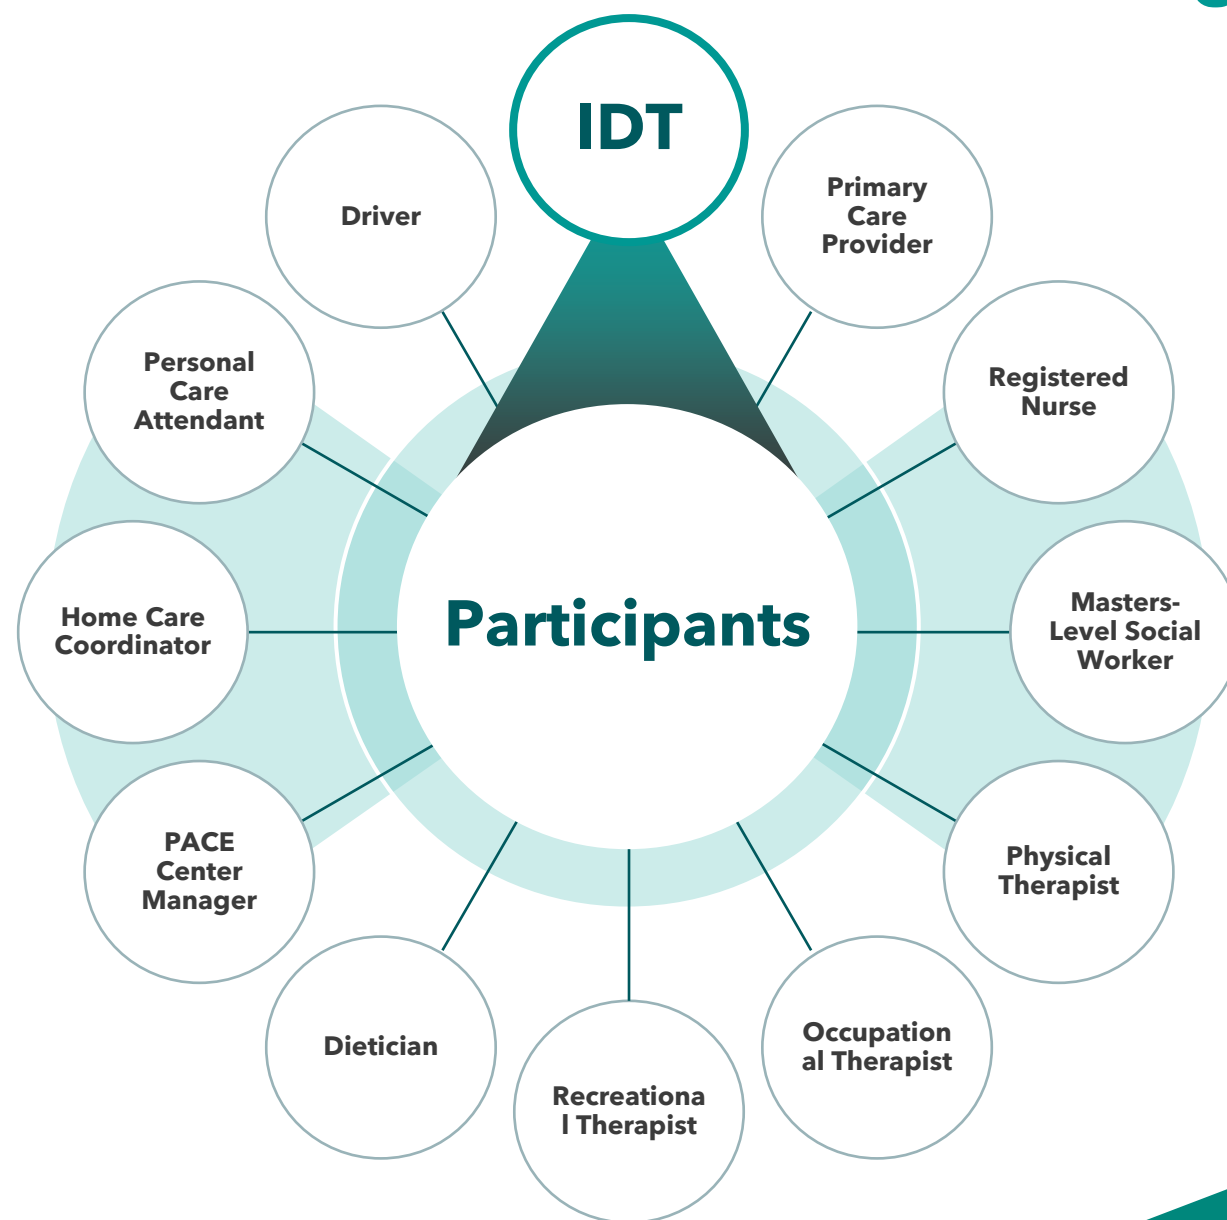 IDT
Primary
Care
Provider
Registered
Nurse
Masters-
Level Social
Worker
Physical
Therapist
Occupation
al Therapist
Recreationa
l Therapist
Dietician
PACE
Center
Manager
Home Care
Coordinator
Personal
Care
Attendant
Driver
Participants